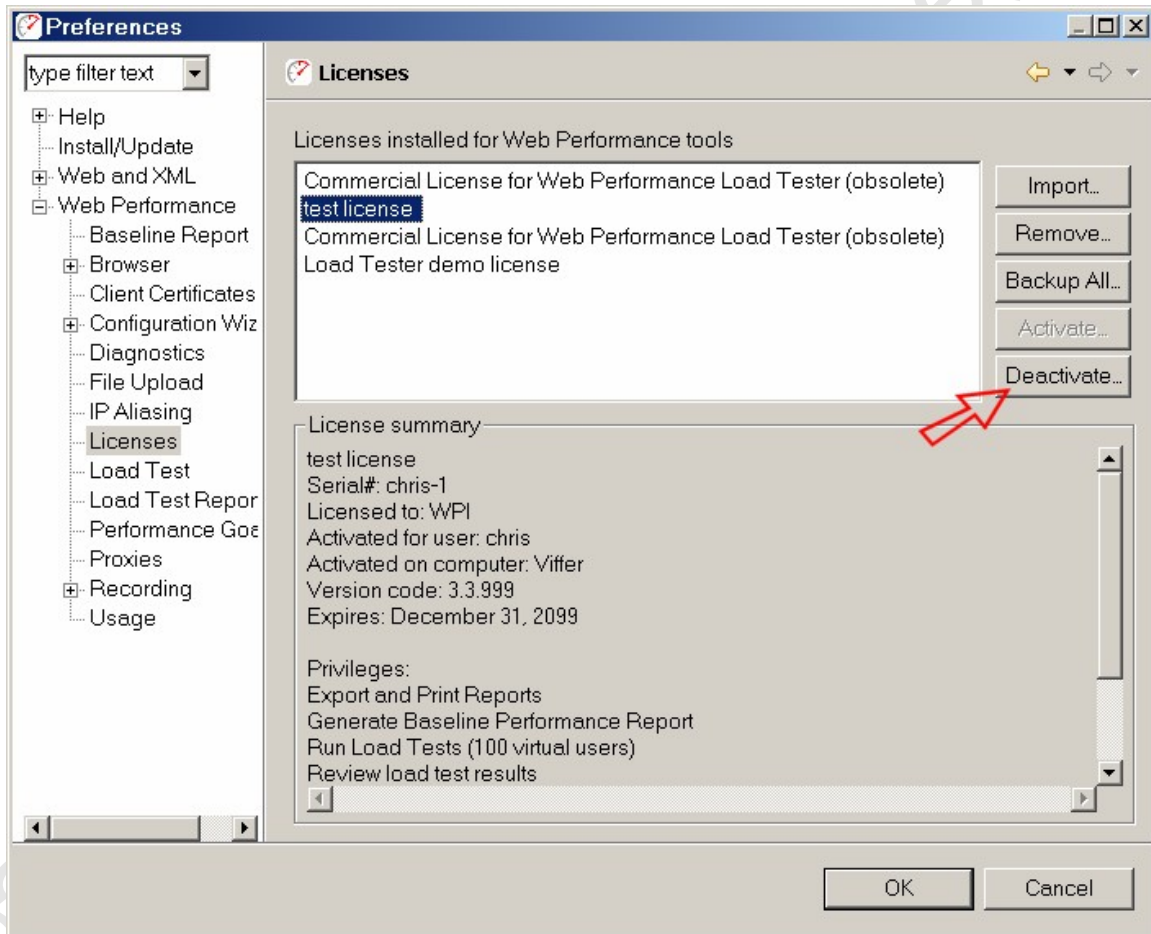 Preferences
type filter text
Help
Install/Update
Web and XML
Web Performance
Baseline Report
Browser
Client Certificates
Configuration Wiz
Diagnostics
File Upload
IP Aliasing
Licenses
Load Test
Load Test Repor
Performance Goa
Proxies
Recording
Usage
Licenses
Licenses installed for Web Performance tools
Commercial License for Web Performance Load Tester (obsolete)
test license
Commercial License for Web Performance Load Tester (obsolete)
Load Tester demo license
Import...
Remove...
Backup All...
Activate...
Deactivate...
License summary
test license
Serial#: chris-1
Licensed to: WPI
Activated for user: chris
Activated on computer: Viffer
Version code: 3.3.999
Expires: December 31, 2099
Privileges:
Export and Print Reports
Generate Baseline Performance Report
Run Load Tests (100 virtual users)
Review load test results
OK
Cancel